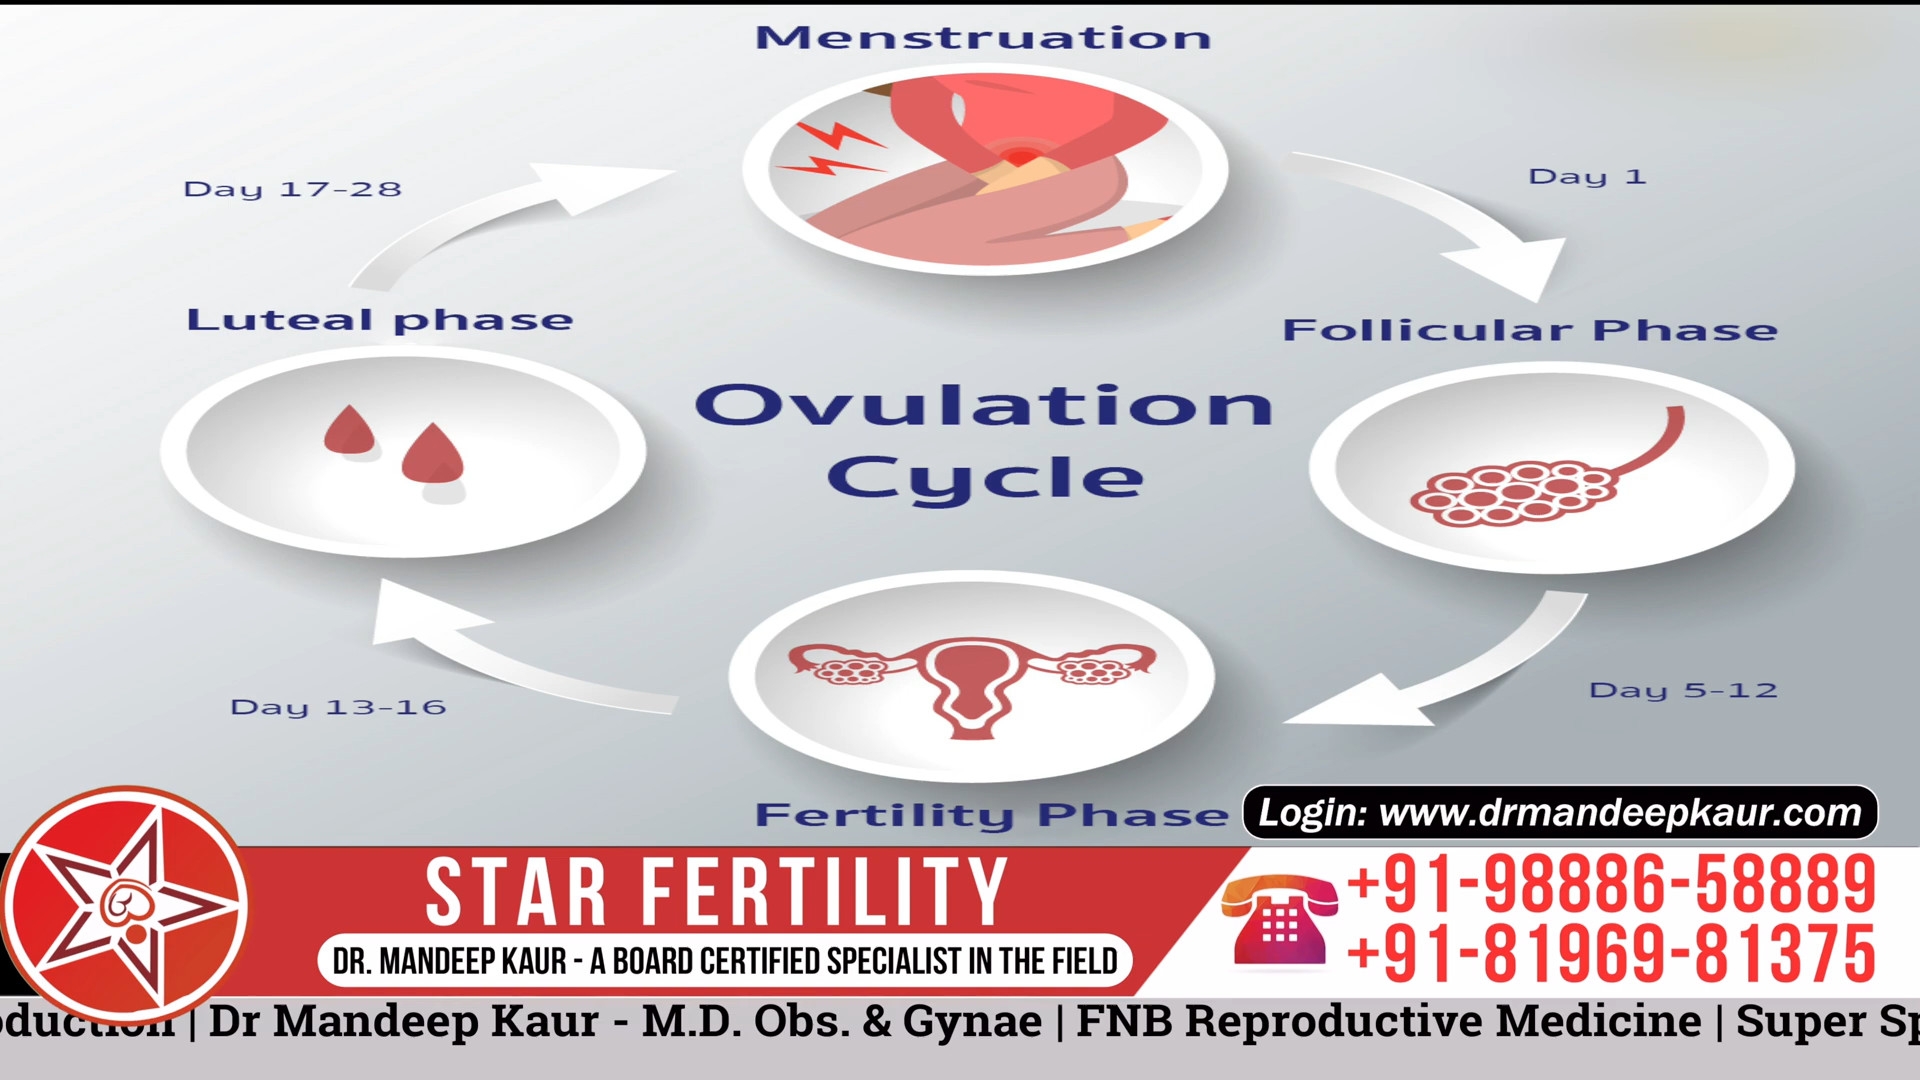 Menstruation
Day 17-28
Day 1
Luteal phase
Follicular Phase
Ovulation
Cycle
Day 13-16
Day 5-12
Fertility Phase
Login: www.drmandeepkaur.com
STAR FERTILITY
DR. MANDEEP KAUR - A BOARD CERTIFIED SPECIALIST IN THE FIELD
+91-98886-58889
+91-81969-81375
| Dr Mandeep Kaur - M.D. Obs. & Gynae | FNB Reproductive Medicine | Super